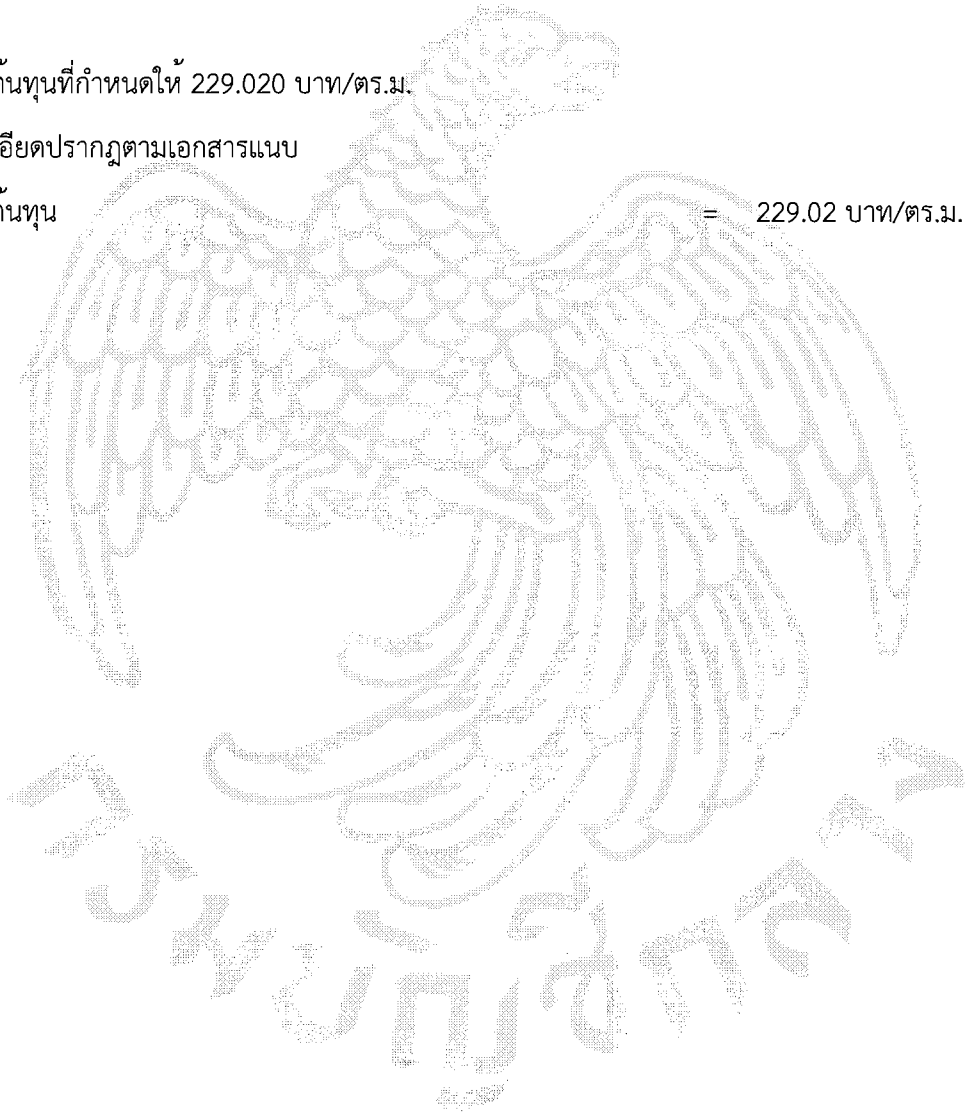 ้นทุนที่กำหนดให้ 229.020 บาท/ตร.ม.
อียดปรากฎตามเอกสารแนบ
้นทุน = 229.02 บาท/ตร.ม.